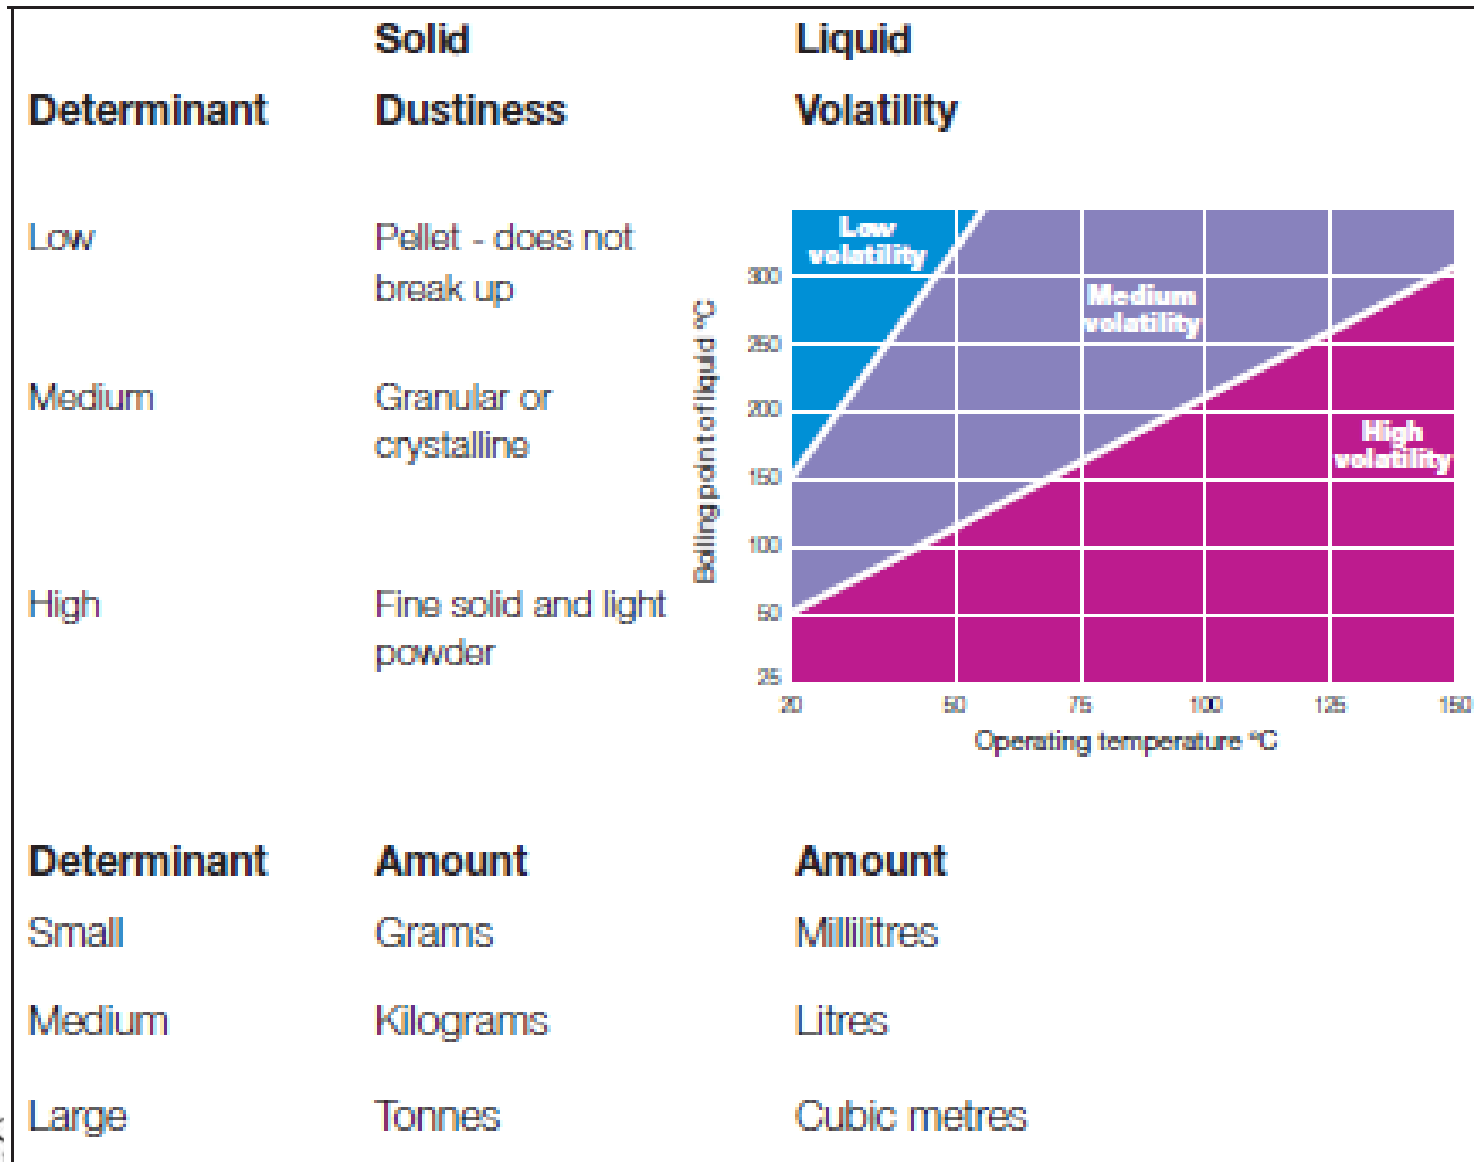 Solid Liquid
Determinant Dustiness Volatility
Low Pellet - does not
break up
Medium Granular or
crystalline
High Fine solid and light
powder
Low
volatility
Medium
volatility
High
volatility
Boiling point of liquid ºC
300
250
200
150
100
50
25
20 50 75 100 125 150
Operating temperature ºC
Determinant Amount Amount
Small Grams Millilitres
Medium Kilograms Litres
Large Tonnes Cubic metres